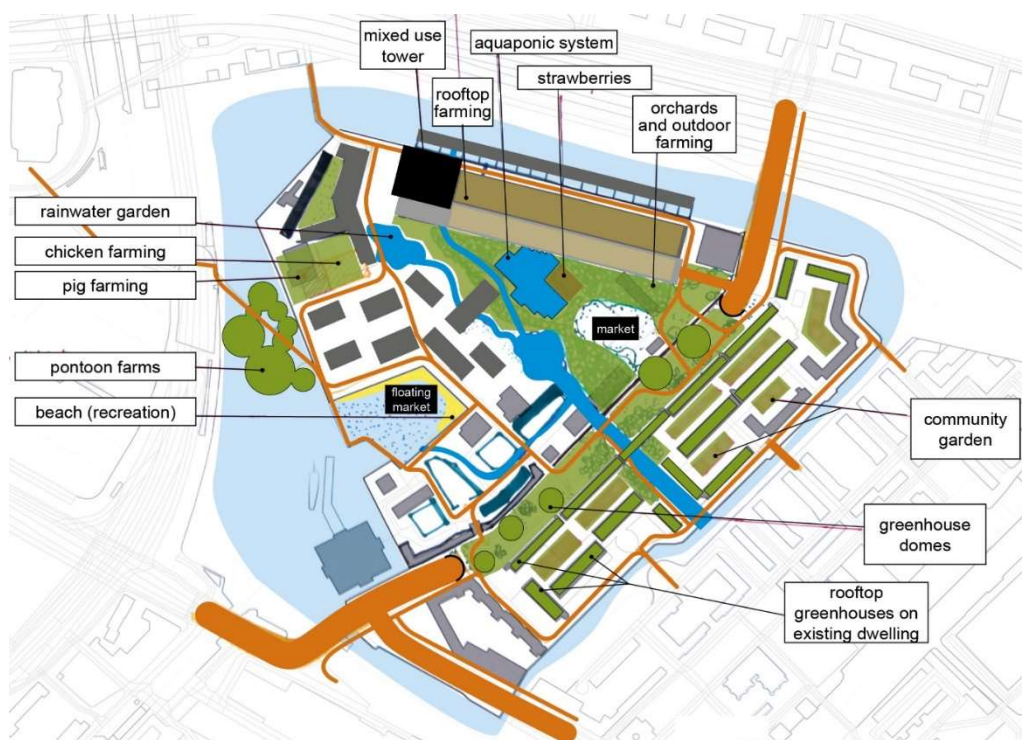 mixed use
tower
aquaponic system
strawberries
rooftop
farming
orchards
and outdoor
farming
rainwater garden
chicken farming
pig farming
market
pontoon farms
floating
market
beach (recreation)
community
garden
greenhouse
domes
rooftop
greenhouses on
existing dwelling